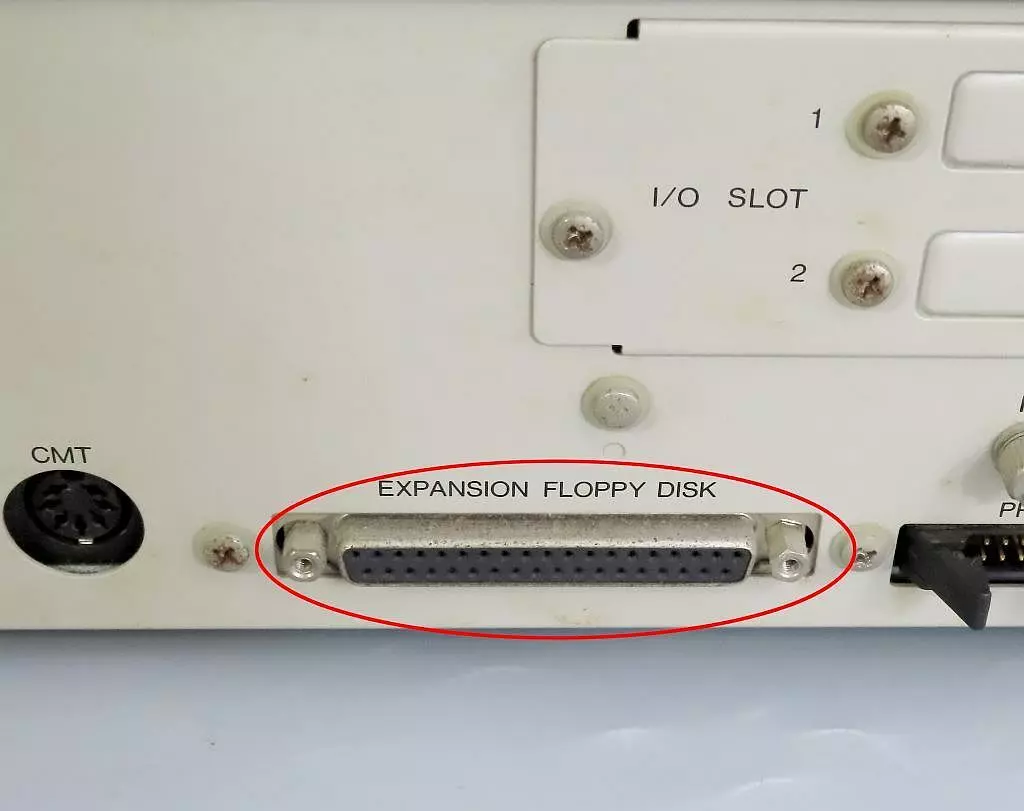 1
I/O SLOT
2
CMT
EXPANSION FLOPPY DISK